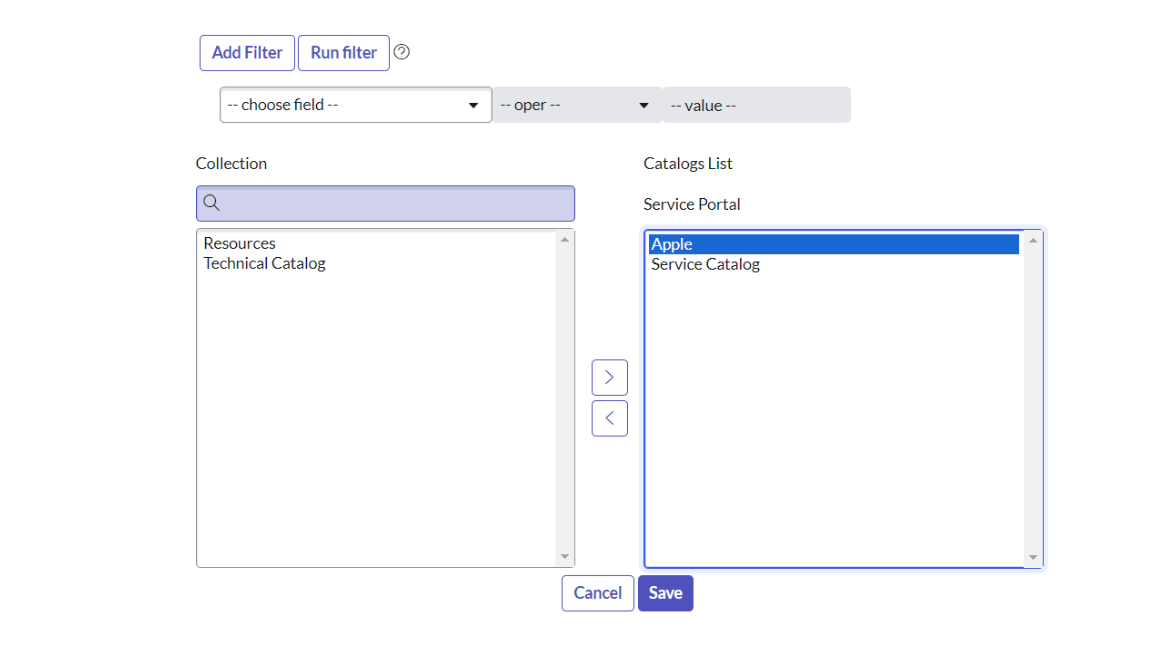 Add Filter Run filter
-- choose field -- -- oper -- -- value --
Collection
Catalogs List
Service Portal
Resources
Technical Catalog
Apple
Service Catalog
Cancel Save